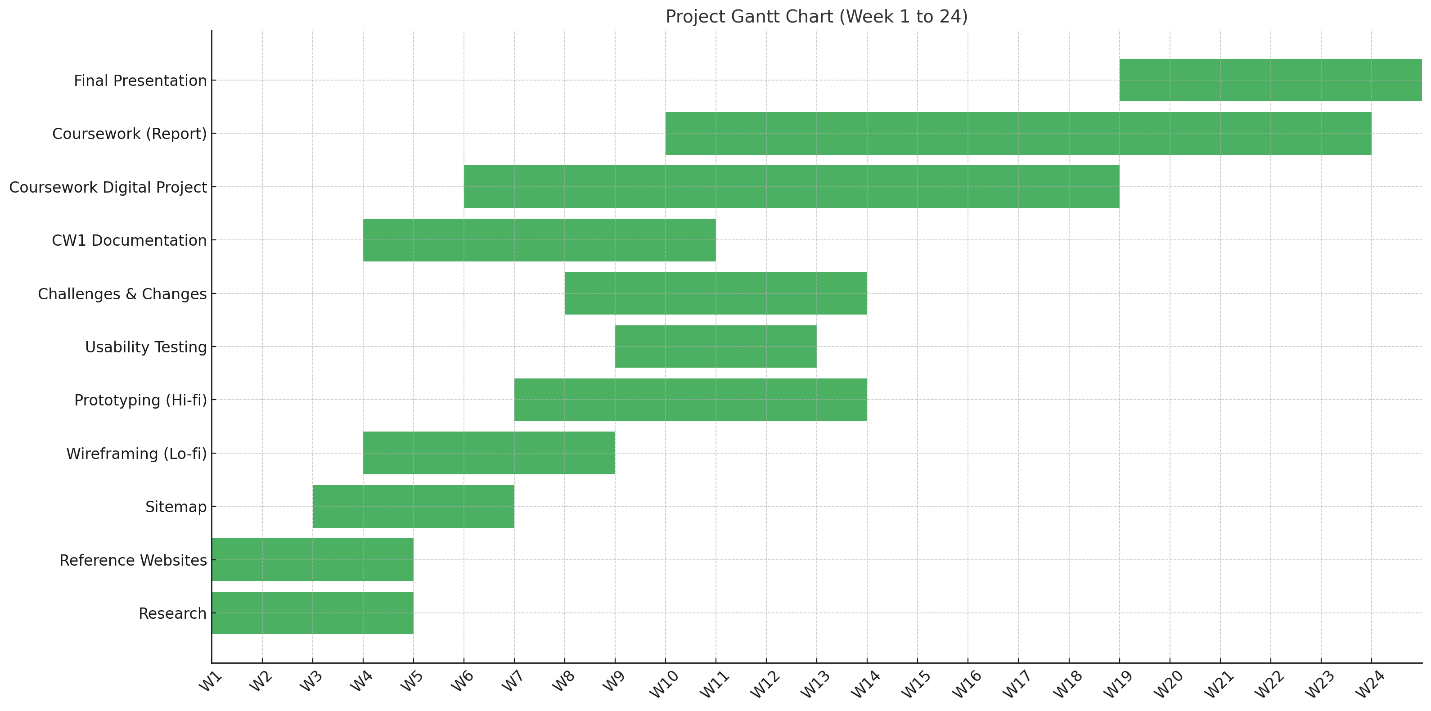 Project Gantt Chart (Week 1 to 24)
Final Presentation
Coursework (Report)
Coursework Digital Project
CW1 Documentation
Challenges & Changes
Usability Testing
Prototyping (Hi-fi)
Wireframing (Lo-fi)
Sitemap
Reference Websites
Research
W1 W2 W3 W4 W5 W6 W7 W8 W9 W10 W11 W12 W13 W14 W15 W16 W17 W18 W19 W20 W21 W22 W23 W24